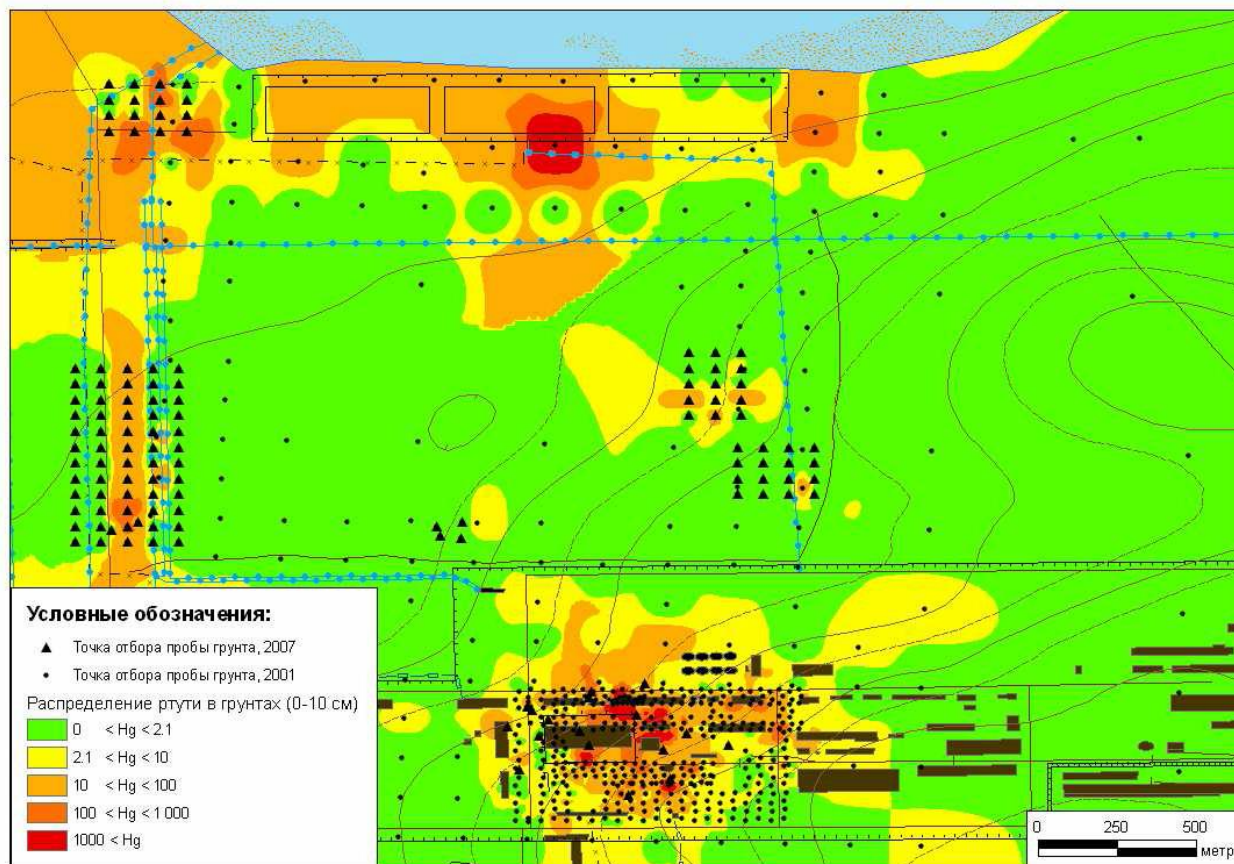 Условные обозначения:
Точка отбора пробы грунта, 2007
Точка отбора пробы грунта, 2001
Распределение ртути в грунтах (0-10 см)
0 < Hg < 2.1
2.1 < Hg < 10
10 < Hg < 100
100 < Hg < 1 000
1000 < Hg
0 250 500
метр